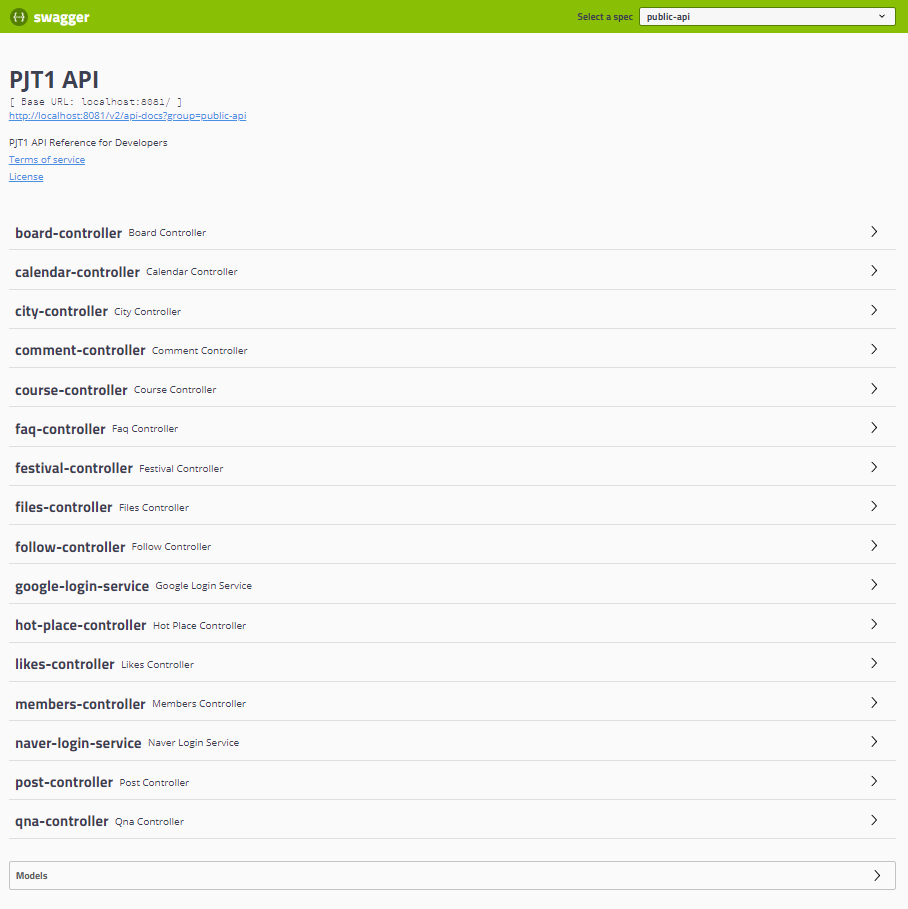 swagger
Select a spec public-api
PJT1 API
[ Base URL: localhost:8081/ ]
http://localhost:8081/v2/api-docs?group=public-api
PJT1 API Reference for Developers
Terms of service
License
board-controller Board Controller
calendar-controller Calendar Controller
city-controller City Controller
comment-controller Comment Controller
course-controller Course Controller
faq-controller Faq Controller
festival-controller Festival Controller
files-controller Files Controller
follow-controller Follow Controller
google-login-service Google Login Service
hot-place-controller Hot Place Controller
likes-controller Likes Controller
members-controller Members Controller
naver-login-service Naver Login Service
post-controller Post Controller
qna-controller Qna Controller
Models